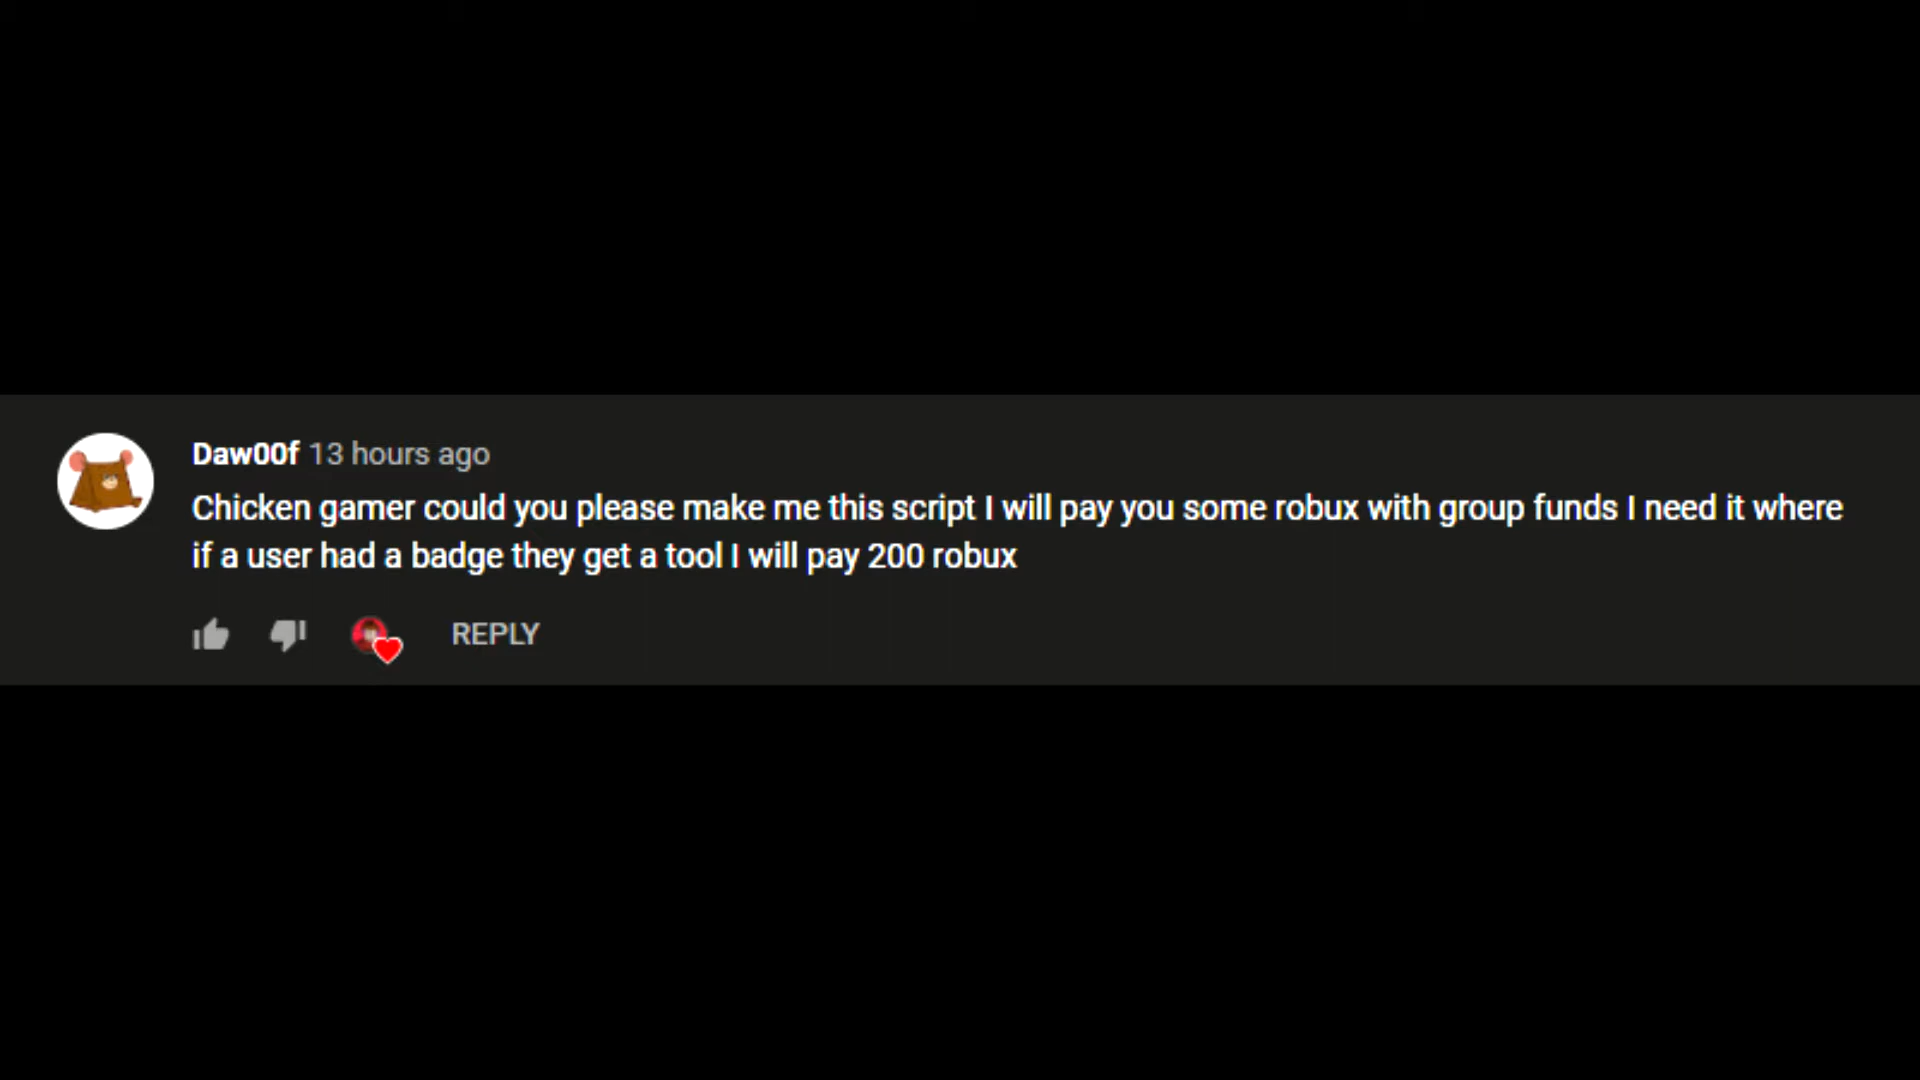 Daw00f 13 hours ago
Chicken gamer could you please make me this script I will pay you some robux with group funds I need it where
if a user had a badge they get a tool I will pay 200 robux
REPLY